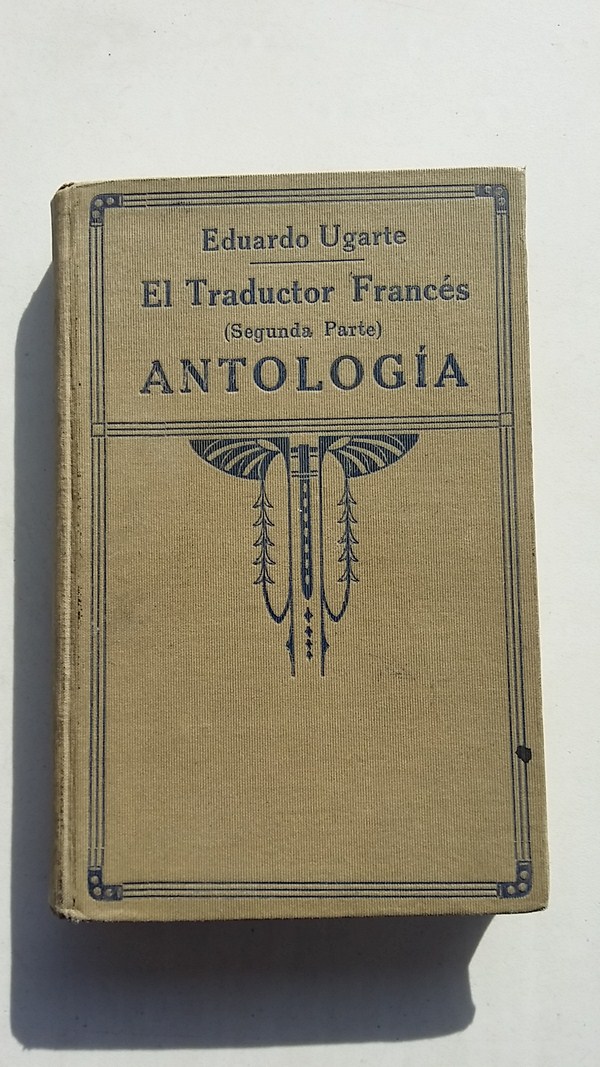 Eduardo Ugarte
El Traductor Francés
(Segunda Parte)
ANTOLOGÍA